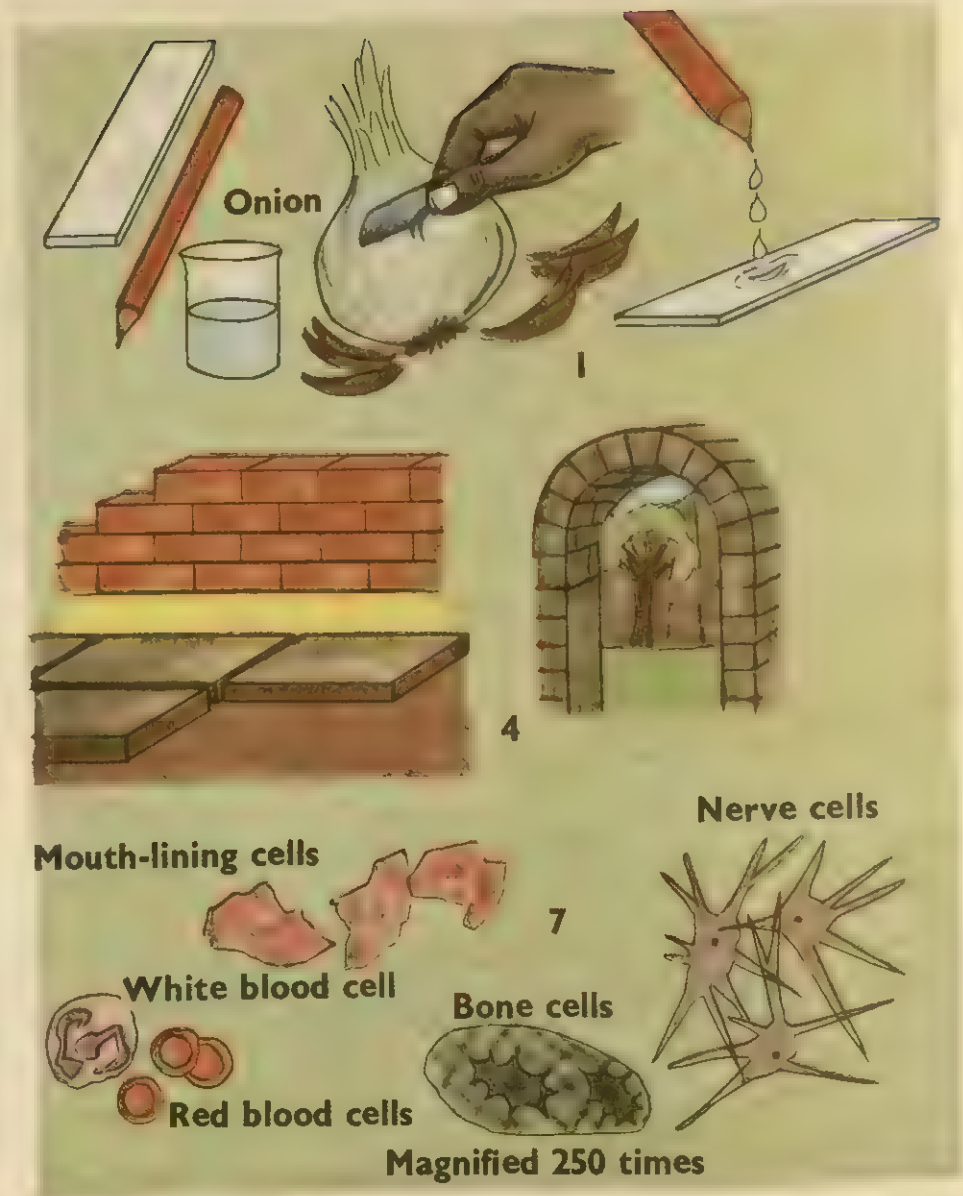 Onion
1
4
Nerve cells
Mouth-lining cells
7
White blood cell
Bone cells
Red blood cells
Magnified 250 times